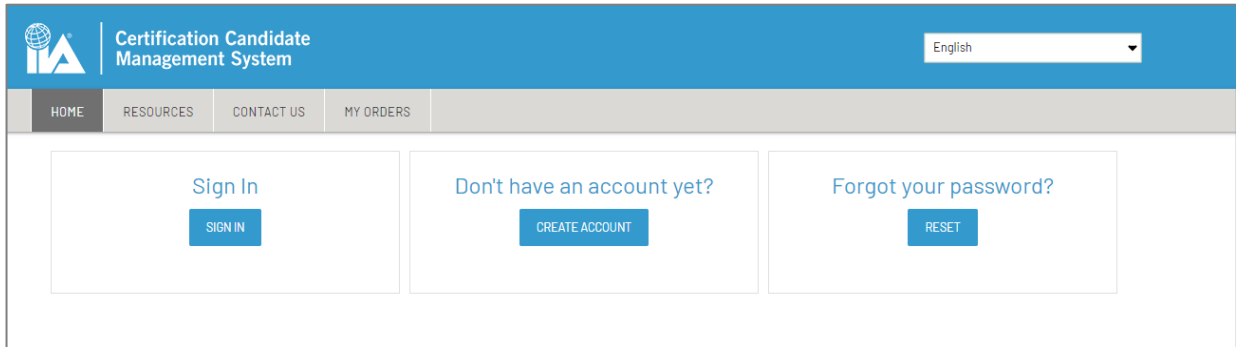 IIA
Certification Candidate
Management System
English
HOME
RESOURCES
CONTACT US
MY ORDERS
Sign In
SIGN IN
Don't have an account yet?
CREATE ACCOUNT
Forgot your password?
RESET